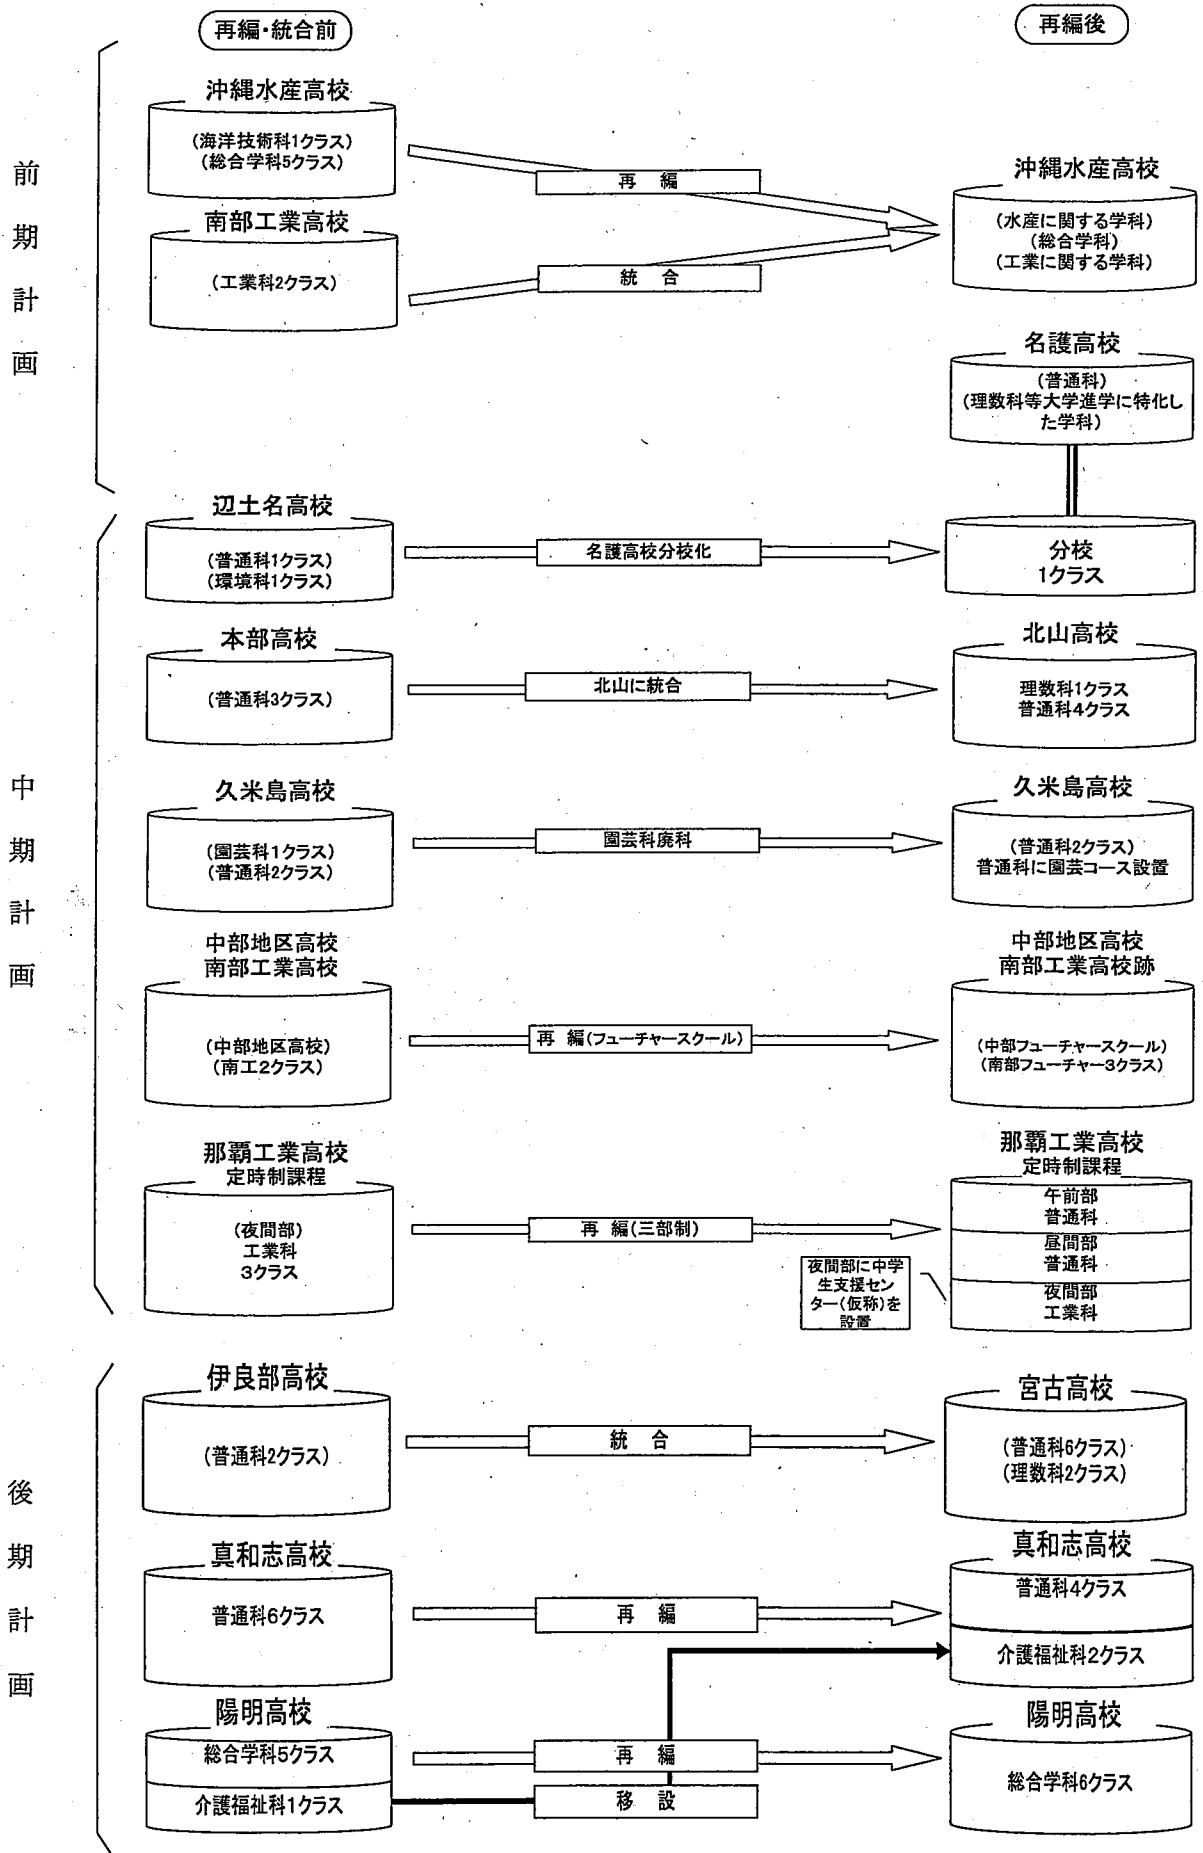 再編・統合前
再編後
前期計画
沖縄水産高校
(海洋技術科1クラス)
(総合学科5クラス)
再 編
沖縄水産高校
(水産に関する学科)
(総合学科)
(工業に関する学科)
南部工業高校
(工業科2クラス)
統 合
名護高校
(普通科)
(理数科等大学進学に特化し
た学科)
中期計画
辺土名高校
(普通科1クラス)
(環境科1クラス)
名護高校分校化
分校
1クラス
本部高校
(普通科3クラス)
北山に統合
北山高校
理数科1クラス
普通科4クラス
久米島高校
(園芸科1クラス)
(普通科2クラス)
園芸科廃科
久米島高校
(普通科2クラス)
普通科に園芸コース設置
中部地区高校
南部工業高校
(中部地区高校)
(南工2クラス)
再 編(フューチャースクール)
中部地区高校
南部工業高校跡
(中部フューチャースクール)
(南部フューチャー3クラス)
那覇工業高校
定時制課程
(夜間部)
工業科
3クラス
再 編(三部制)
那覇工業高校
定時制課程
午前部
普通科
昼間部
普通科
夜間部
工業科
夜間部に中学
生支援セン
ター(仮称)を
設置
後期計画
伊良部高校
(普通科2クラス)
統 合
宮古高校
(普通科6クラス)
(理数科2クラス)
真和志高校
普通科6クラス
再 編
真和志高校
普通科4クラス
介護福祉科2クラス
陽明高校
総合学科5クラス
介護福祉科1クラス
再 編
移 設
陽明高校
総合学科6クラス